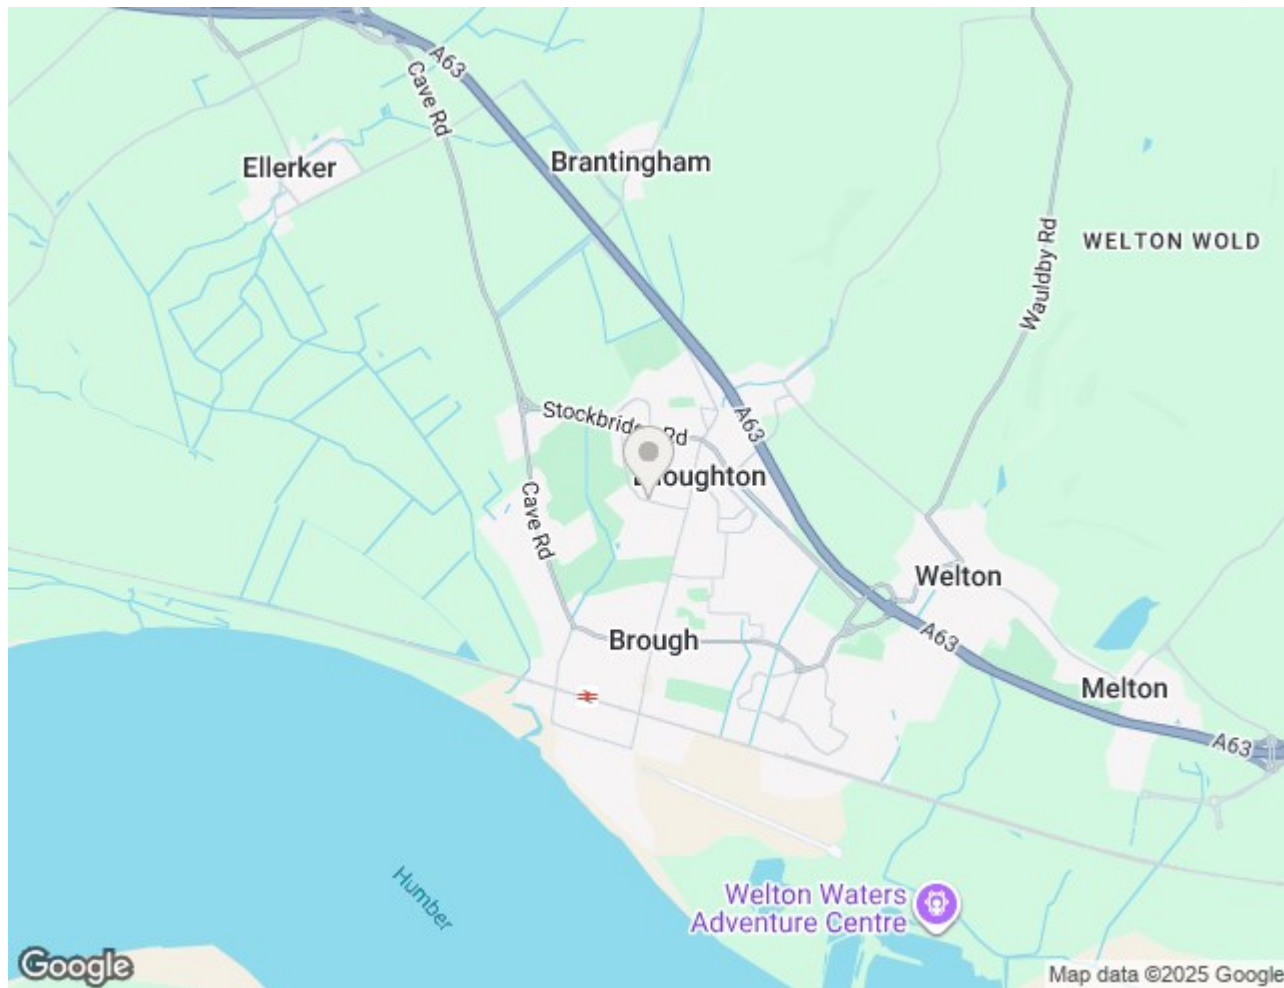 A63
Cave Rd
Ellerker
Brantingham
WELTON WOLD
Wauldby Rd
Stockbridge Rd
A63
Elloughton
Cave Rd
Welton
A63
Brough
Melton
A63
Humber
Welton Waters
Adventure Centre
Google
Map data ©2025 Google